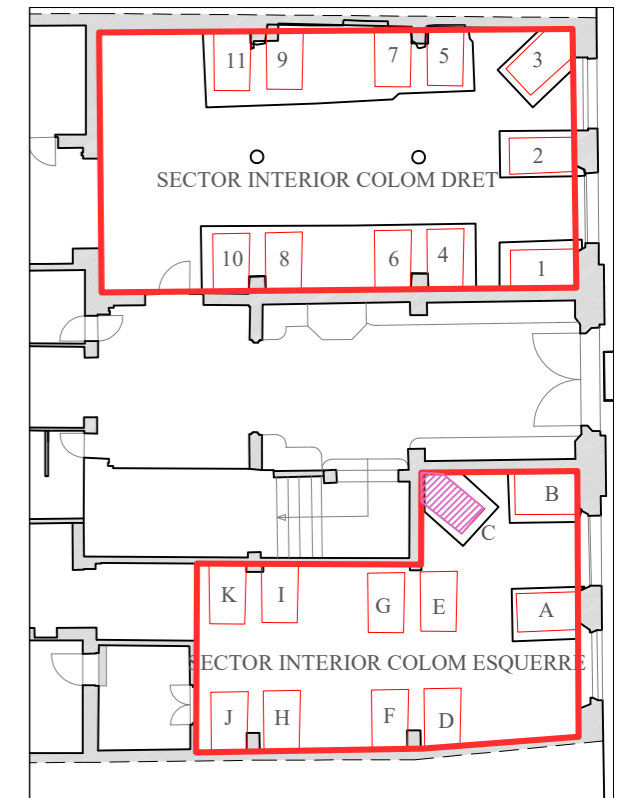 11 9 7 5 3
2
SECTOR INTERIOR COLOM DRET
10 8 6 4 1
B
C
K I G E A
SECTOR INTERIOR COLOM ESQUERRE
J H F D